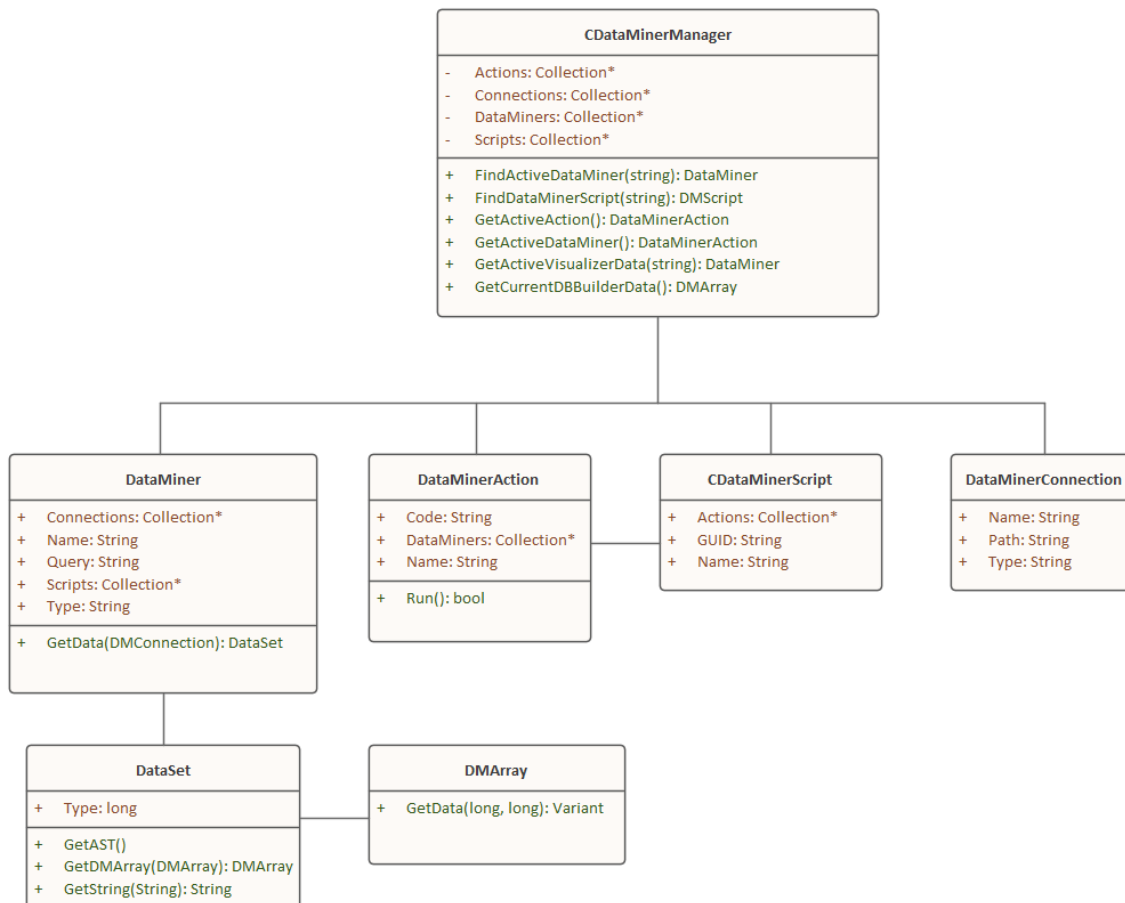 CDataMinerManager
- Actions: Collection*
- Connections: Collection*
- DataMiners: Collection*
- Scripts: Collection*
+ FindActiveDataMiner(string): DataMiner
+ FindDataMinerScript(string): DMScript
+ GetActiveAction(): DataMinerAction
+ GetActiveDataMiner(): DataMinerAction
+ GetActiveVisualizerData(string): DataMiner
+ GetCurrentDBBuilderData(): DMArray
DataMiner
+ Connections: Collection*
+ Name: String
+ Query: String
+ Scripts: Collection*
+ Type: String
+ GetData(DMConnection): DataSet
DataMinerAction
+ Code: String
+ DataMiners: Collection*
+ Name: String
+ Run(): bool
CDataMinerScript
+ Actions: Collection*
+ GUID: String
+ Name: String
DataMinerConnection
+ Name: String
+ Path: String
+ Type: String
DataSet
+ Type: long
+ GetAST()
+ GetDMArray(DMArray): DMArray
+ GetString(String): String
DMArray
+ GetData(long, long): Variant